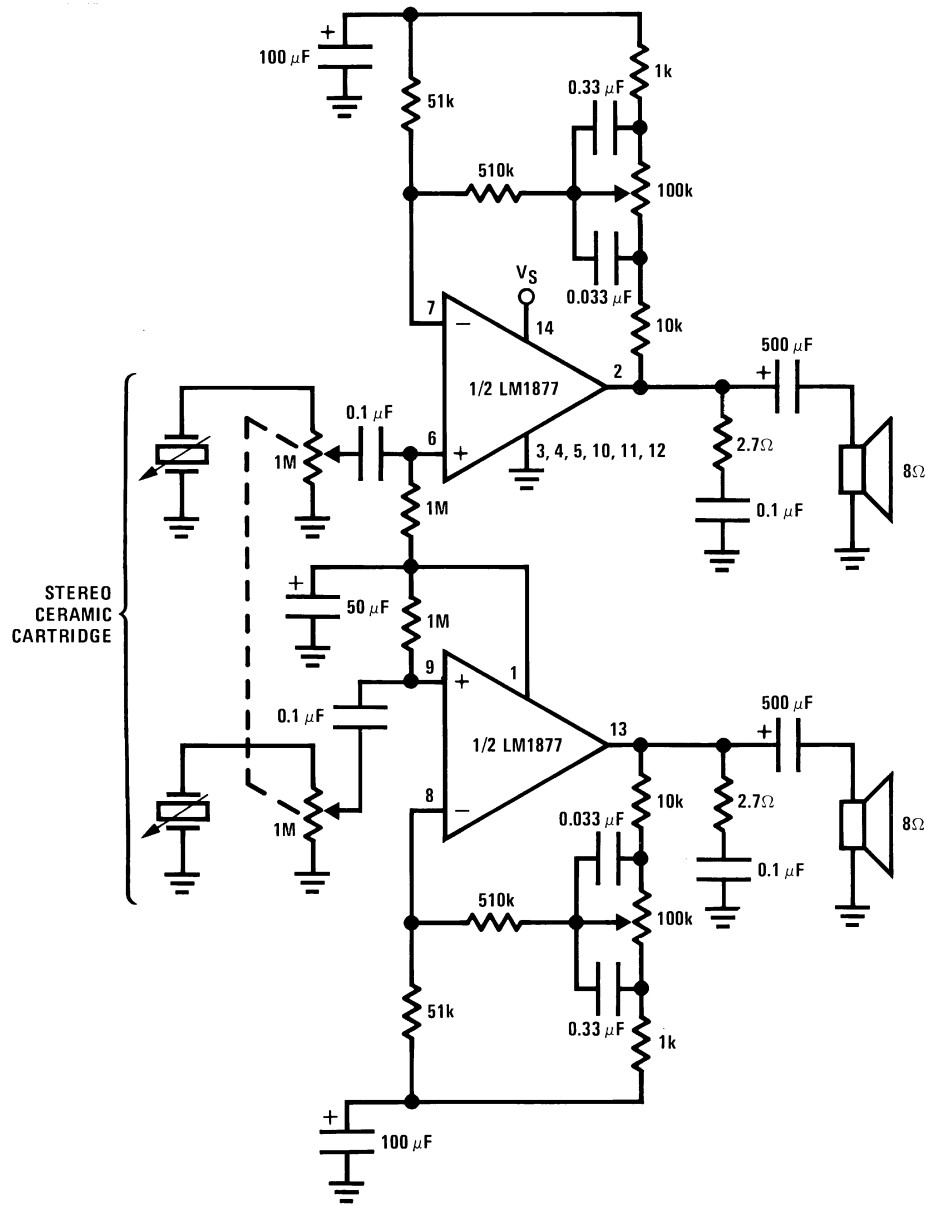 +
100 μF
51k
1k
0.33 μF
510k
100k
0.033 μF
VS
7
−
14
10k
2
500 μF
+
1/2 LM1877
0.1 μF
6
+
1M
3, 4, 5, 10, 11, 12
2.7Ω
8Ω
0.1 μF
1M
STEREO
CERAMIC
CARTRIDGE
+
50 μF
1M
9
+
1
0.1 μF
500 μF
+
13
1/2 LM1877
8
−
10k
2.7Ω
8Ω
1M
0.033 μF
0.1 μF
510k
100k
51k
0.33 μF
1k
+
100 μF